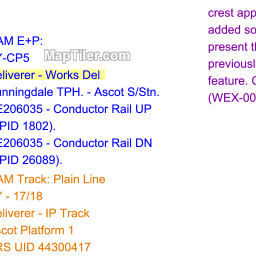 AM E+P:
Y-CP5
eliverer - Works Del
nningdale TPH. - Ascot S/Stn.
E206035 - Conductor Rail UP
PID 1802).
E206035 - Conductor Rail DN
PID 26089).
AM Track: Plain Line
Y - 17/18
eliverer - IP Track
scot Platform 1
RS UID 44300417
crest app
added so
present th
previously
feature. C
(WEX-00
MapTiler.com